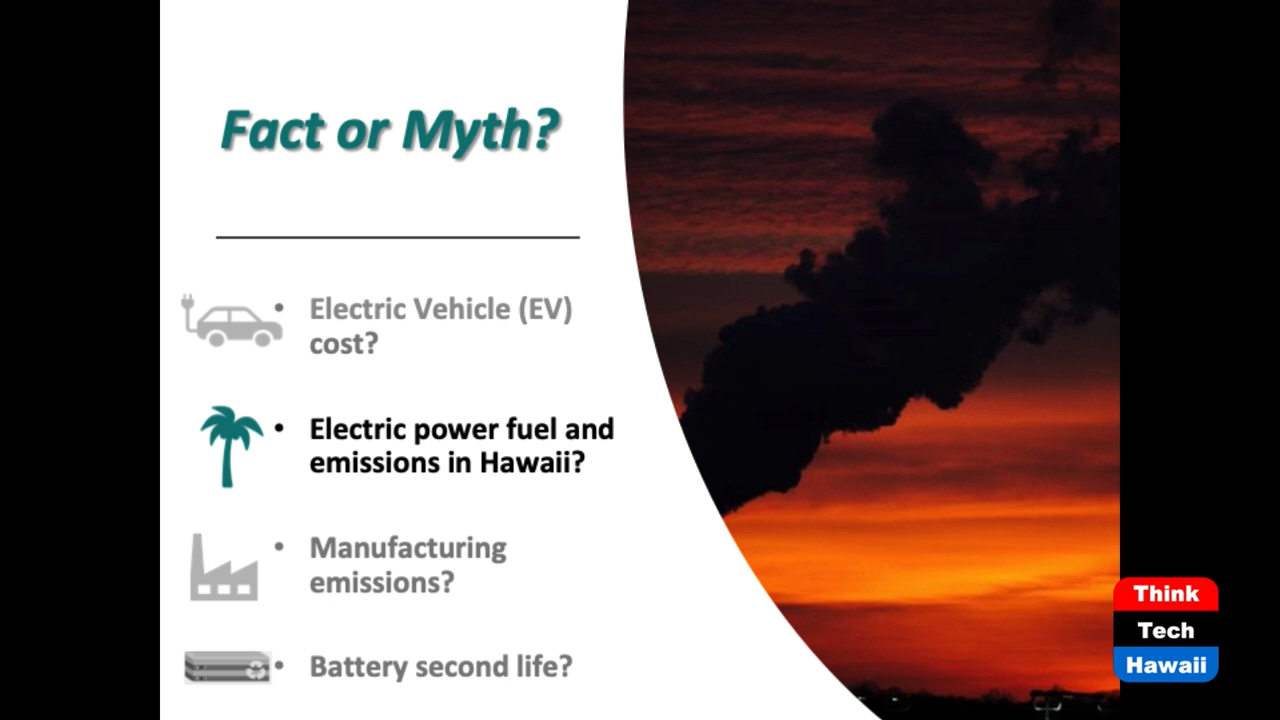 Fact or Myth?
• Electric Vehicle (EV)
cost?
• Electric power fuel and
emissions in Hawaii?
• Manufacturing
emissions?
• Battery second life?
Think
Tech
Hawaii